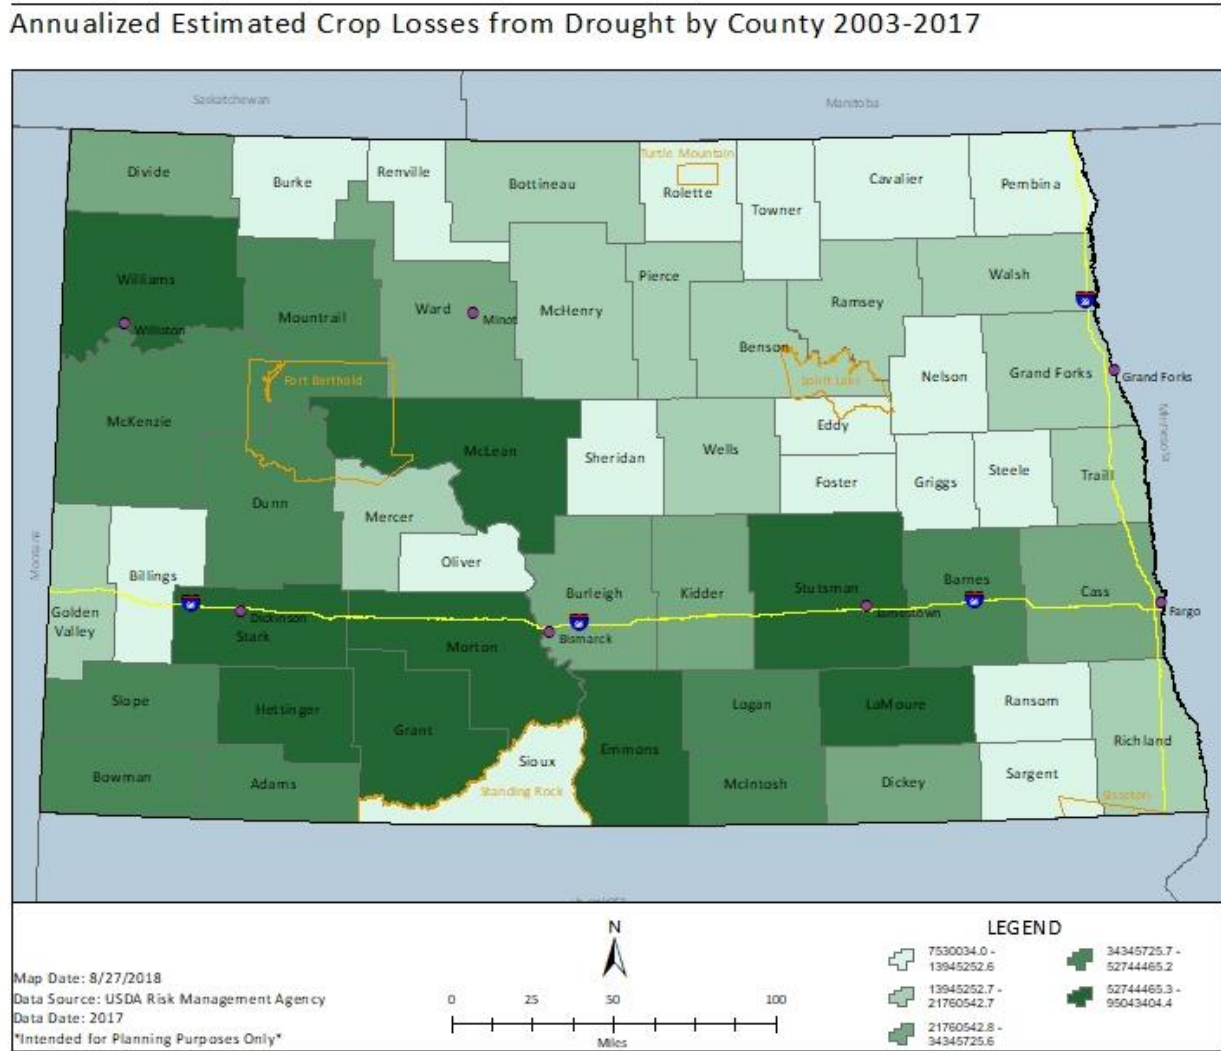 Annualized Estimated Crop Losses from Drought by County 2003-2017
Saskatchewan
Manitoba
Divide
Burke
Renville
Bottineau
Turtle Mountain
Rolette
Towner
Cavalier
Pembina
Williams
Williston
Mountrail
Ward
Minot
McHenry
Pierce
Ramsey
Walsh
Benson
Spirit Lake
Nelson
Grand Forks
Grand Forks
McKenzie
Fort Berthold
McLean
Sheridan
Wells
Eddy
Foster
Griggs
Steele
Traill
Minnesota
Dunn
Mercer
Oliver
Montana
Golden
Valley
Billings
Dickinson
Stark
Morton
Burleigh
Bismarck
Kidder
Stutsman
Jamestown
Barnes
Cass
Fargo
Slope
Hettinger
Grant
Emmons
Logan
LaMoure
Ransom
Richland
Bowman
Adams
Sioux
Standing Rock
McIntosh
Dickey
Sargent
Sisseton
N
LEGEND
7530034.0 -
13945252.6
13945252.7 -
21760542.7
21760542.8 -
34345725.6
34345725.7 -
52744465.2
52744465.3 -
95043404.4
Map Date: 8/27/2018
Data Source: USDA Risk Management Agency
Data Date: 2017
*Intended for Planning Purposes Only*
0 25 50 100
Miles